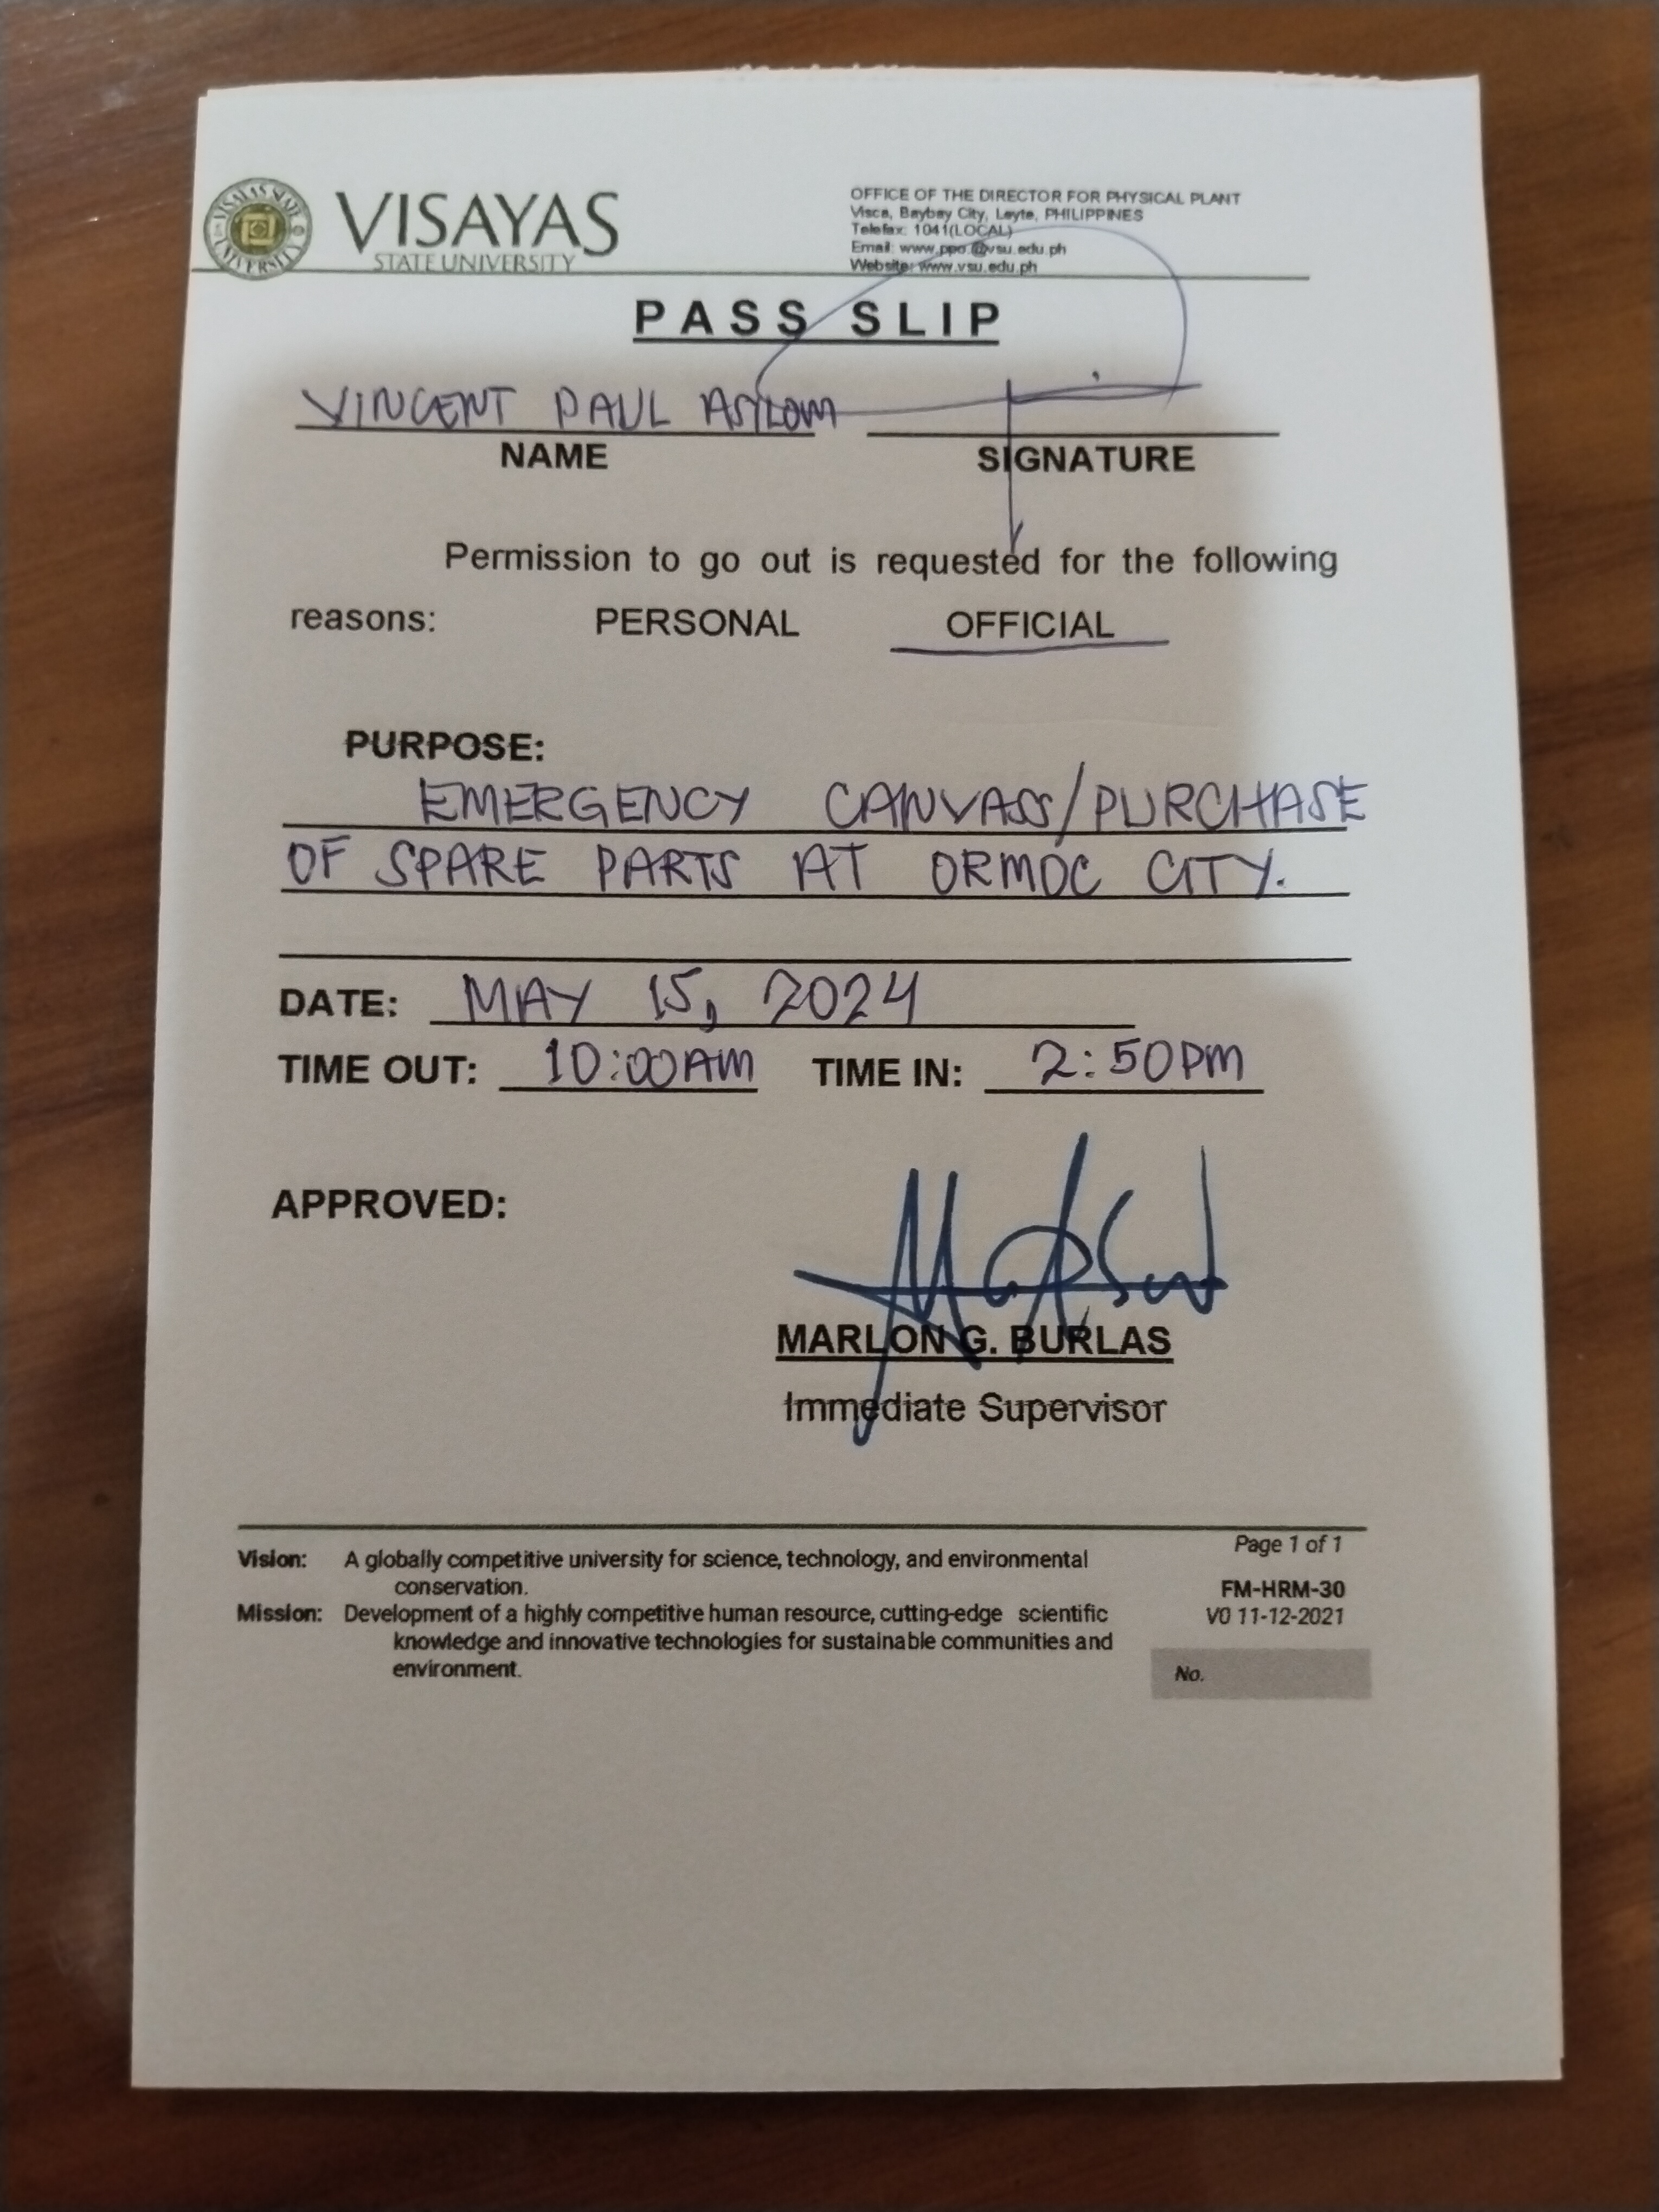 VISAYAS STATE UNIVERSITY
VISAYAS
STATE UNIVERSITY
OFFICE OF THE DIRECTOR FOR PHYSICAL PLANT
Visca, Baybay City, Leyte, PHILIPPINES
Telefax: 1041(LOCAL)
Email: www.ppo.@vsu.edu.ph
Website: www.vsu.edu.ph
PASS SLIP
VINCENT PAUL ASILOM
NAME SIGNATURE
Permission to go out is requested for the following
reasons: PERSONAL OFFICIAL
PURPOSE:
EMERGENCY CANVASS/PURCHASE
OF SPARE PARTS AT ORMOC CITY.
DATE: MAY 15, 2024
TIME OUT: 10:00AM TIME IN: 2:50PM
APPROVED:
MARLON G. BURLAS
Immediate Supervisor
Page 1 of 1
Vision: A globally competitive university for science, technology, and environmental
conservation.
FM-HRM-30
Mission: Development of a highly competitive human resource, cutting-edge scientific
V0 11-12-2021
knowledge and innovative technologies for sustainable communities and
environment.
No.